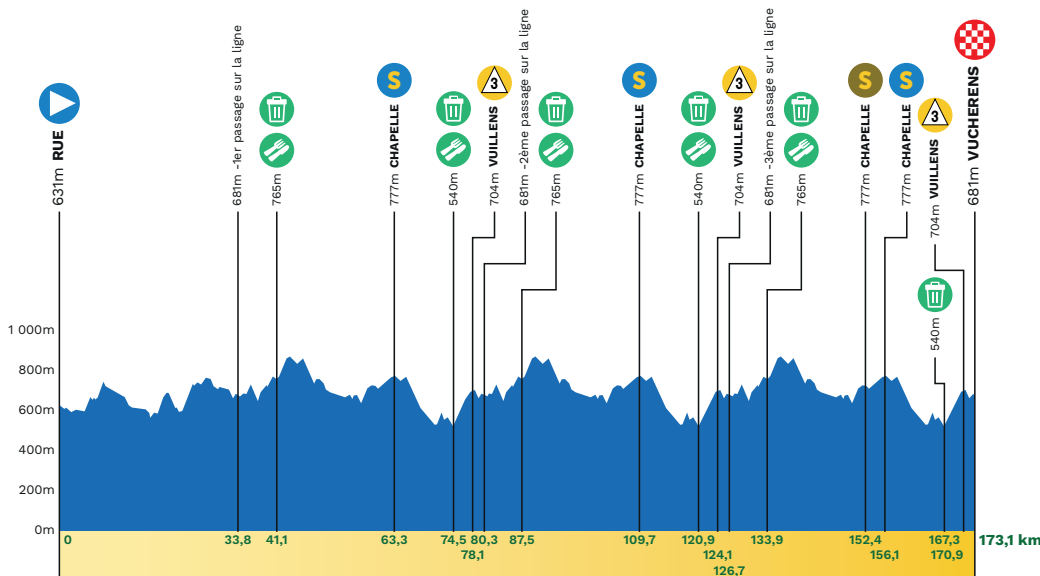 RUE
631m
681m -1er passage sur la ligne
765m
S
CHAPELLE
777m
540m
3
VUILLENS
704m
681m -2ème passage sur la ligne
765m
S
CHAPELLE
777m
540m
3
VUILLENS
704m
681m -3ème passage sur la ligne
765m
S
CHAPELLE
777m
S
CHAPELLE
777m
3
VUILLENS
704m
540m
VUCHERENS
681m
1 000m
800m
600m
400m
200m
0m
0
33,8
41,1
63,3
74,5
78,1
80,3
87,5
109,7
120,9
124,1
126,7
133,9
152,4
156,1
167,3
170,9
173,1 km